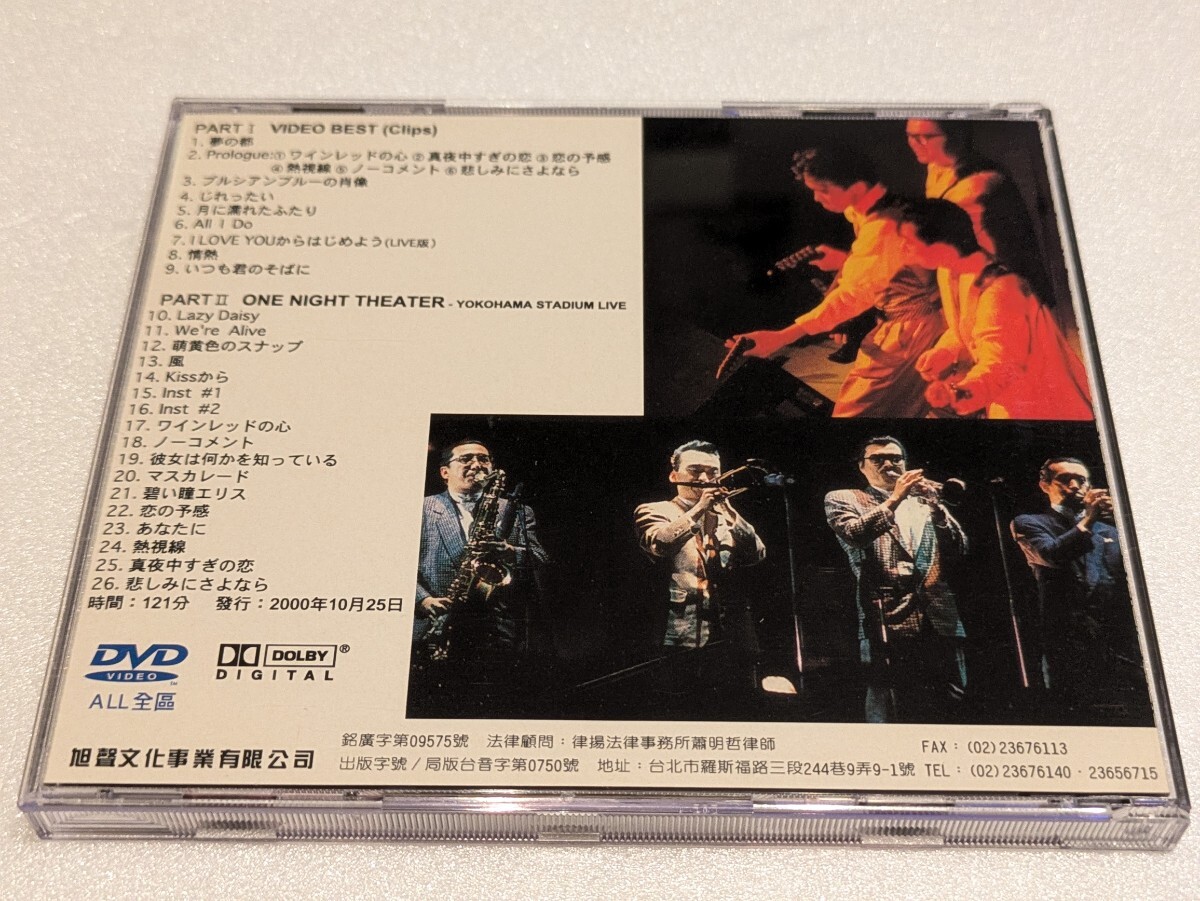 PART I VIDEO BEST (Clips)
1. 夢の都
2. Prologue:① ワインレッドの心 ② 真夜中すぎの恋 ③ 恋の予感
④ 熱視線 ⑤ ノーコメント ⑥ 悲しみにさよなら
3. プルシアンブルーの肖像
4. じれったい
5. 月に濡れたふたり
6. All I Do
7. I LOVE YOUからはじめよう(LIVE版)
8. 情熱
9. いつも君のそばに
PART II ONE NIGHT THEATER - YOKOHAMA STADIUM LIVE
10. Lazy Daisy
11. We're Alive
12. 萌黄色のスナップ
13. 風
14. Kissから
15. Inst #1
16. Inst #2
17. ワインレッドの心
18. ノーコメント
19. 彼女は何かを知っている
20. マスカレード
21. 碧い瞳エリス
22. 恋の予感
23. あなたに
24. 熱視線
25. 真夜中すぎの恋
26. 悲しみにさよなら
時間：121分 發行：2000年10月25日
DVD VIDEO ™
DOLBY DIGITAL ®
ALL 全區
旭聲文化事業有限公司
銘廣字第09575號 法律顧問：律揚法律事務所蕭明哲律師 FAX：(02)23676113
出版字號/局版台音字第0750號 地址：台北市羅斯福路三段244巷9弄9-1號 TEL：(02)23676140・23656715